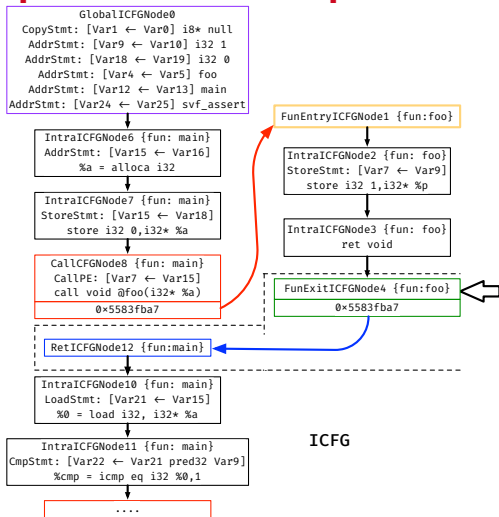 GlobalICFGNode0
CopyStmt: [Var1 ← Var0] i8* null
AddrStmt: [Var9 ← Var10] i32 1
AddrStmt: [Var18 ← Var19] i32 0
AddrStmt: [Var4 ← Var5] foo
AddrStmt: [Var12 ← Var13] main
AddrStmt: [Var24 ← Var25] svf_assert
IntraICFGNode6 {fun: main}
AddrStmt: [Var15 ← Var16]
%a = alloca i32
IntraICFGNode7 {fun: main}
StoreStmt: [Var15 ← Var18]
store i32 0,i32* %a
CallCFGNode8 {fun: main}
CallPE: [Var7 ← Var15]
call void @foo(i32* %a)
0×5583fba7
FunEntryICFGNode1 {fun:foo}
IntraICFGNode2 {fun: foo}
StoreStmt: [Var7 ← Var9]
store i32 1,i32* %p
IntraICFGNode3 {fun: foo}
ret void
FunExitICFGNode4 {fun:foo}
0×5583fba7
RetICFGNode12 {fun:main}
IntraICFGNode10 {fun: main}
LoadStmt: [Var21 ← Var15]
%0 = load i32, i32* %a
IntraICFGNode11 {fun: main}
CmpStmt: [Var22 ← Var21 pred32 Var9]
%cmp = icmp eq i32 %0,1
....
ICFG